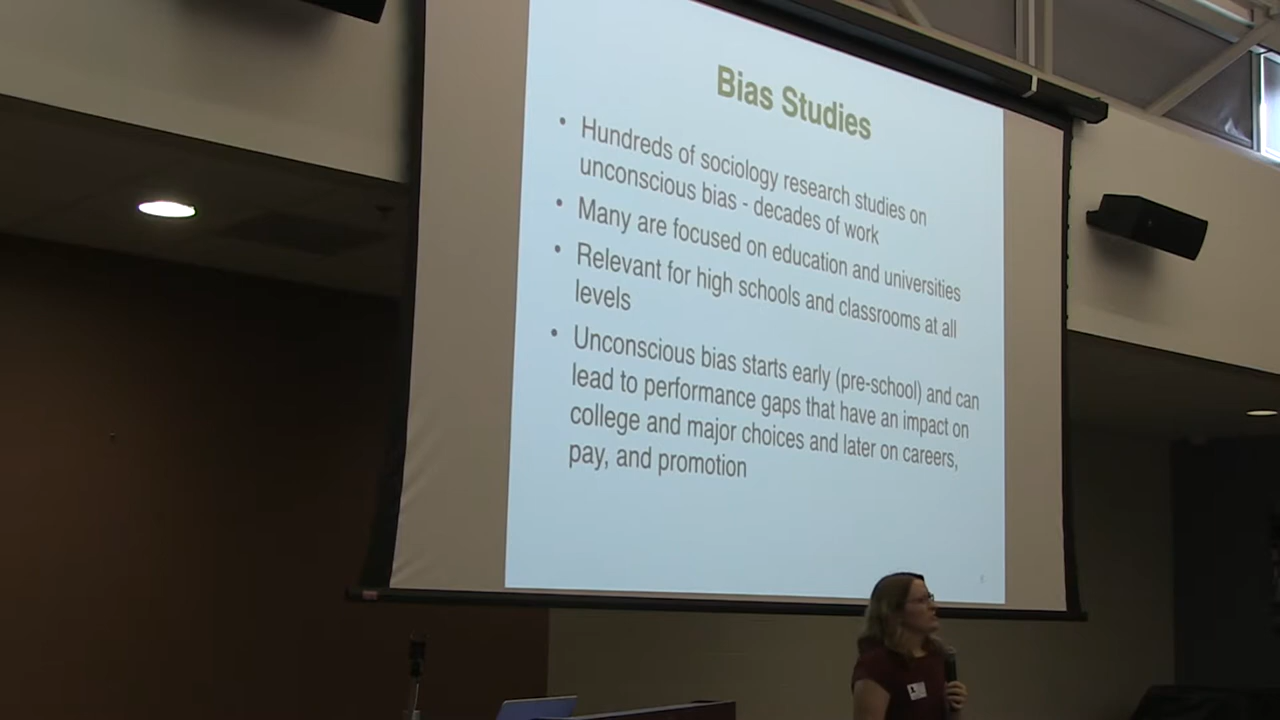 Bias Studies
• Hundreds of sociology research studies on
unconscious bias - decades of work
• Many are focused on education and universities
• Relevant for high schools and classrooms at all
levels
• Unconscious bias starts early (pre-school) and can
lead to performance gaps that have an impact on
college and major choices and later on careers,
pay, and promotion